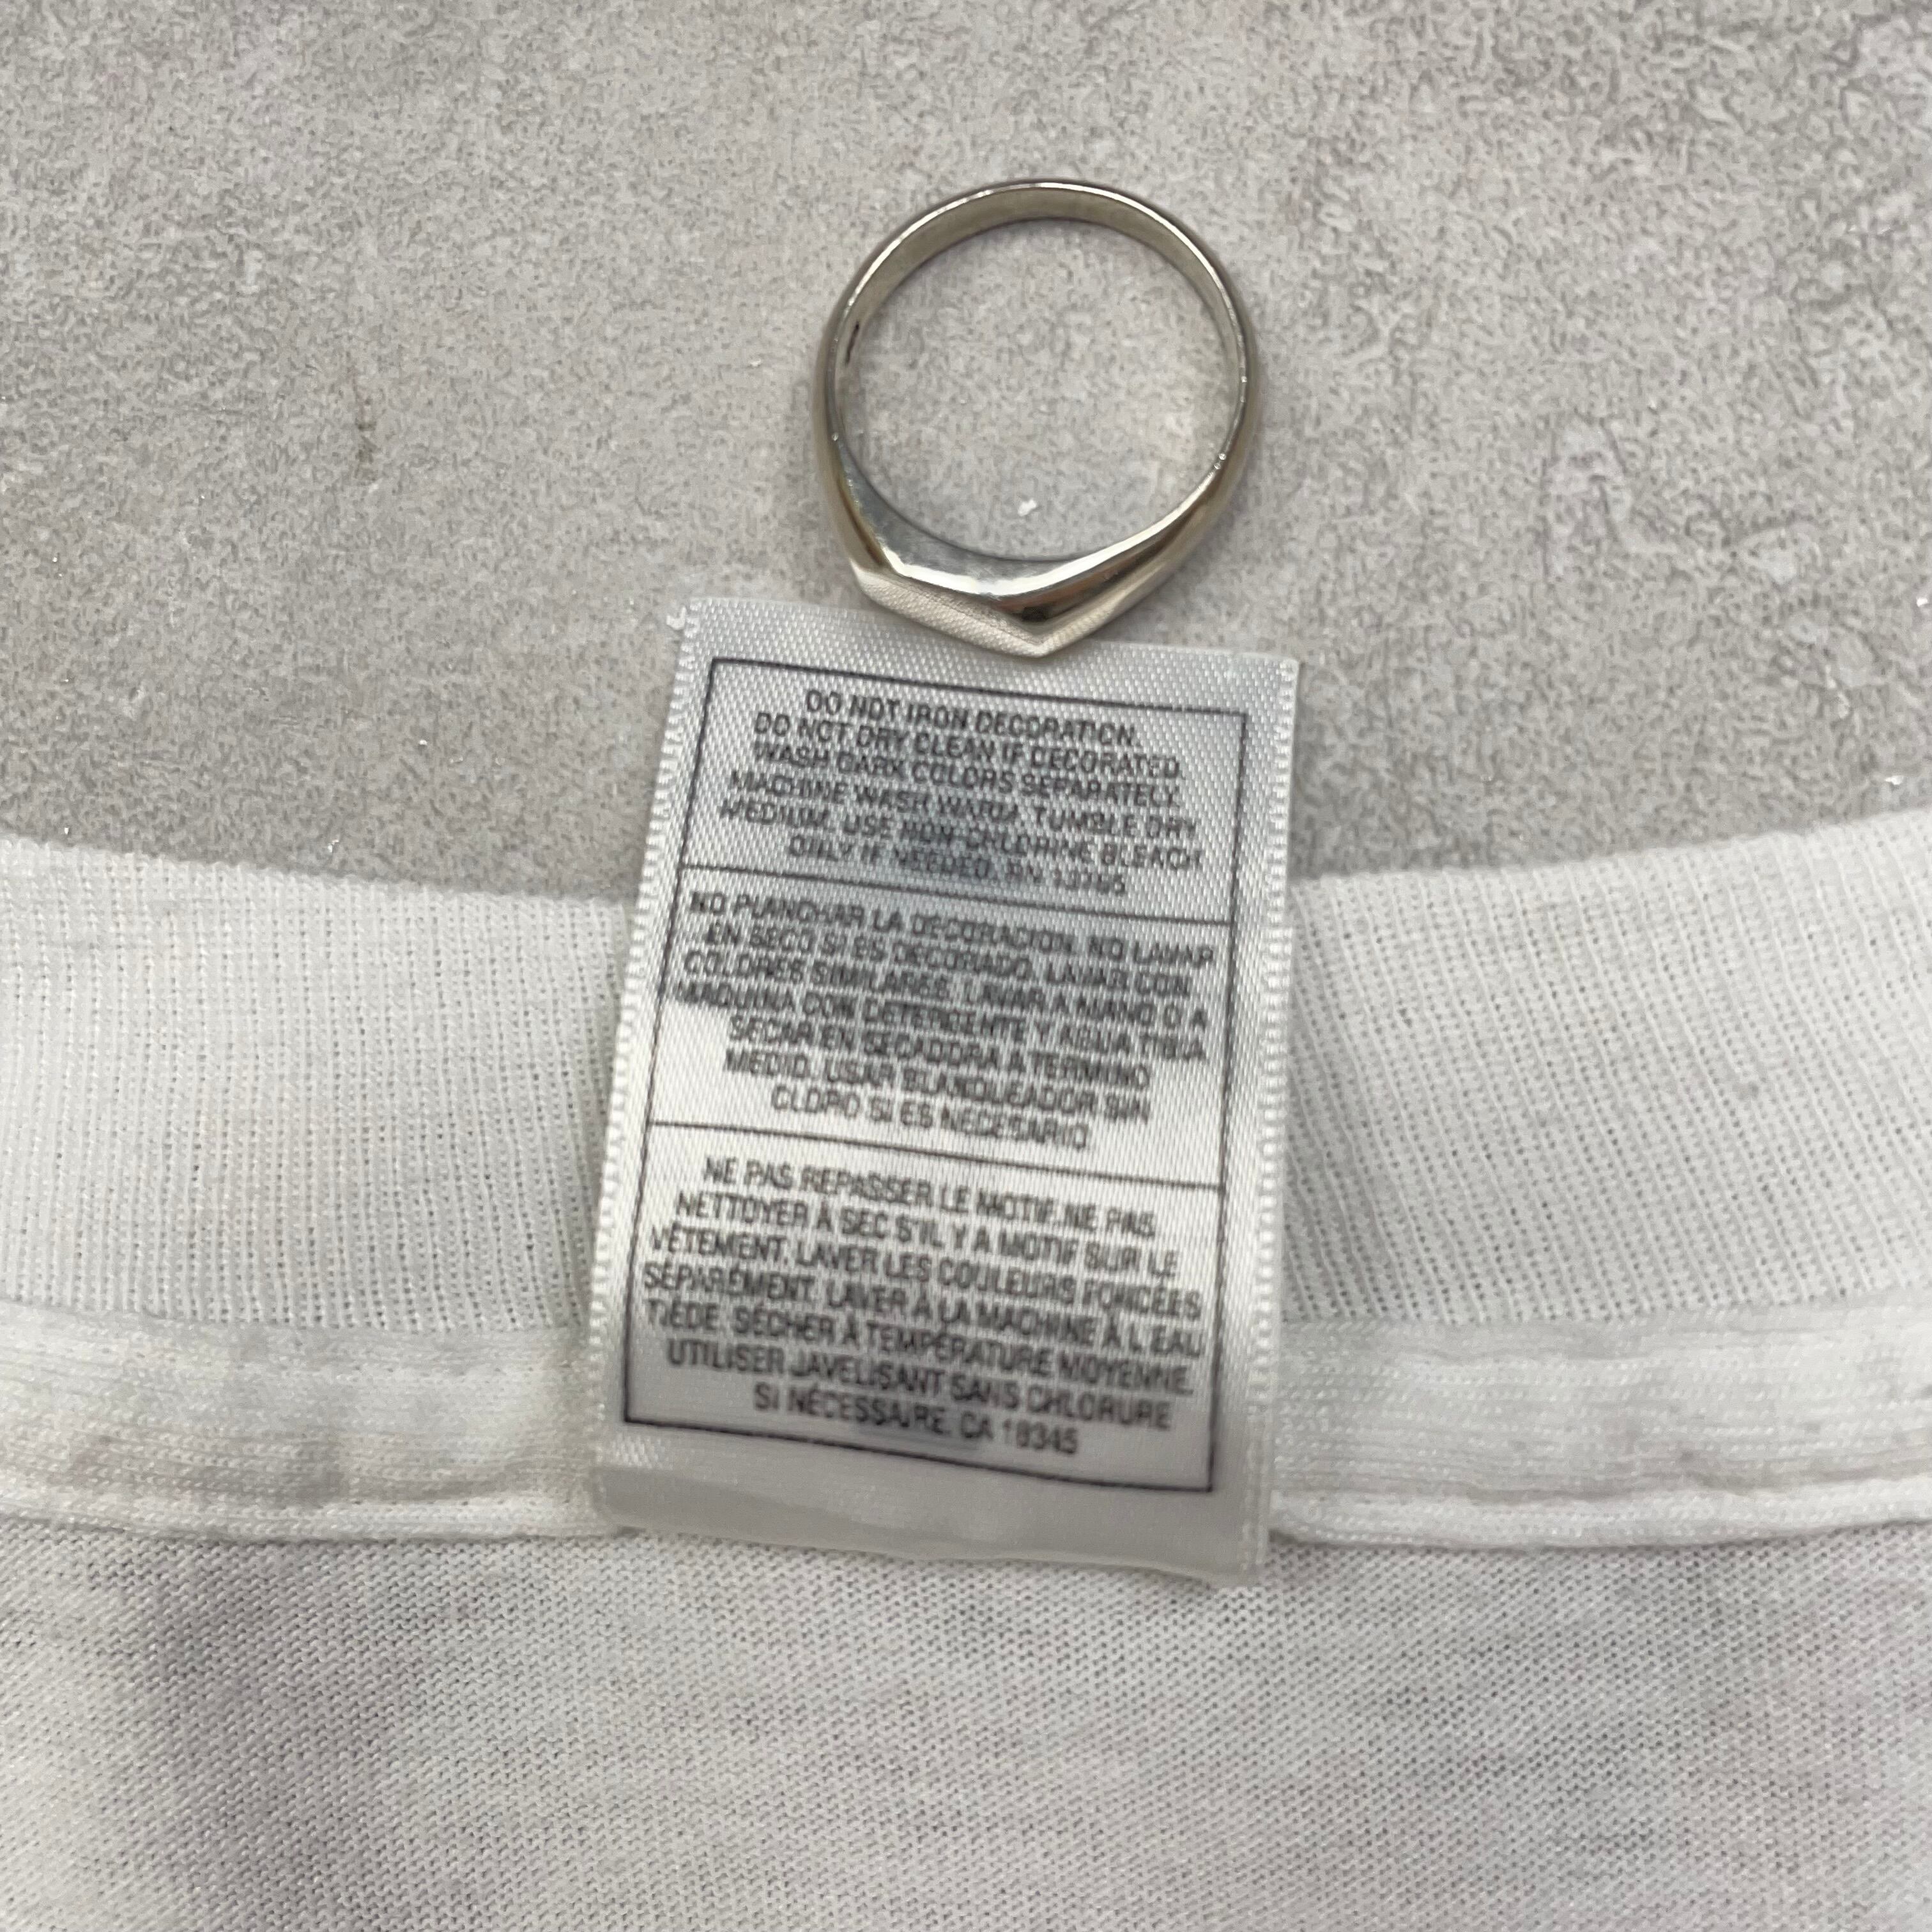 DO NOT IRON DECORATION.
DO NOT DRY CLEAN IF DECORATED.
WASH DARK COLORS SEPARATELY.
MACHINE WASH WARM. TUMBLE DRY
MEDIUM. USE NON-CHLORINE BLEACH
ONLY IF NEEDED. RN 13765
NO PLANCHAR LA DECORACION. NO LAVAR
EN SECO SI ES DECORADO. LAVAR CON
COLORES SIMILARES. LAVAR A MANO O A
MAQUINA CON DETERGENTE Y AGUA TIBIA
SECAR EN SECADORA A TERMINO
MEDIO. USAR BLANQUEADOR SIN
CLORO SI ES NECESARIO
NE PAS REPASSER LE MOTIF. NE PAS
NETTOYER À SEC S'IL Y A MOTIF SUR LE
VÊTEMENT. LAVER LES COULEURS FONCÉES
SÉPARÉMENT. LAVER À LA MACHINE À L'EAU
TIÈDE. SÉCHER À TEMPÉRATURE MOYENNE.
UTILISER JAVELISANT SANS CHLORURE
SI NÉCESSAIRE. CA 18345